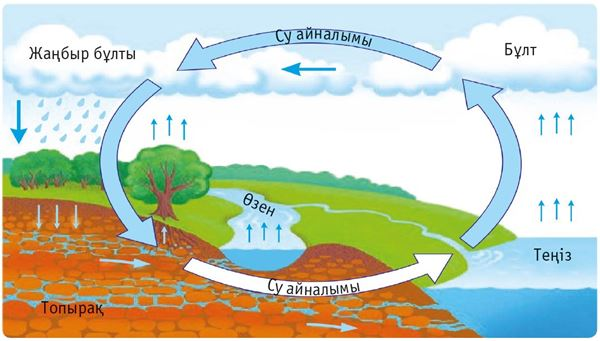 Су айналымы
Жаңбыр бұлты
Бұлт
Өзен
Теңіз
Су айналымы
Топырақ